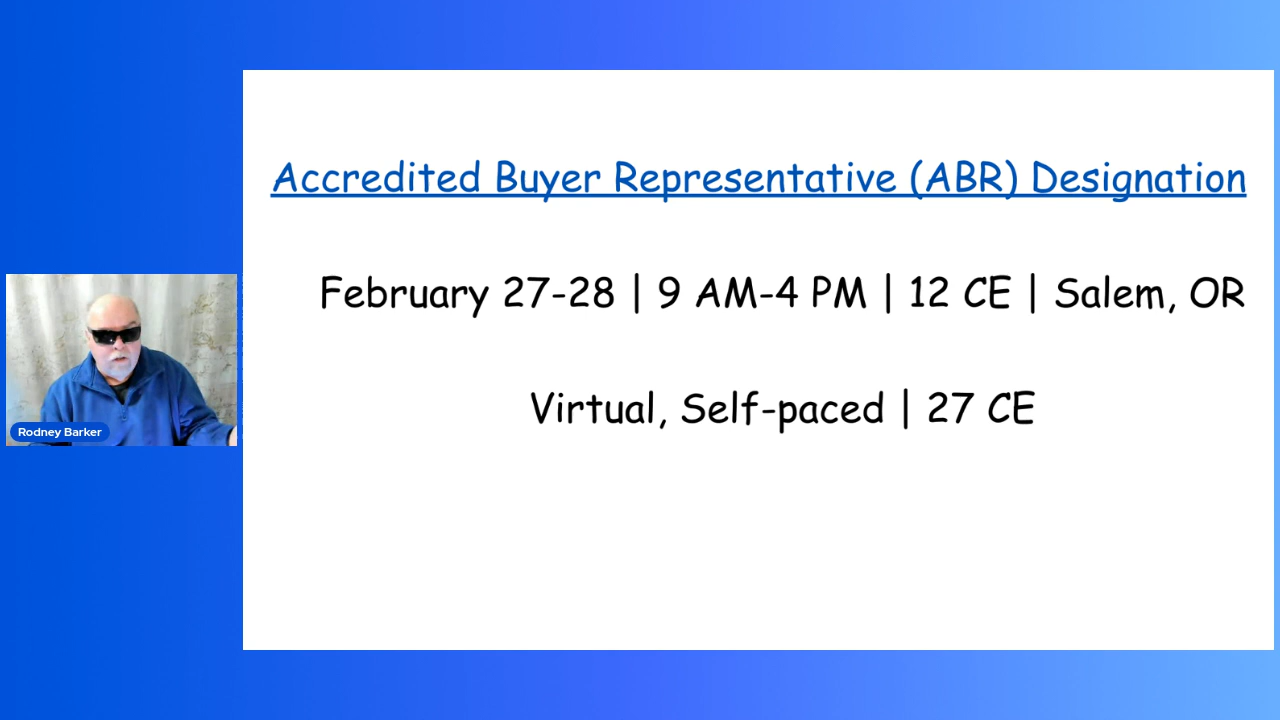 Accredited Buyer Representative (ABR) Designation
February 27-28 | 9 AM-4 PM | 12 CE | Salem, OR
Virtual, Self-paced | 27 CE
Rodney Barker